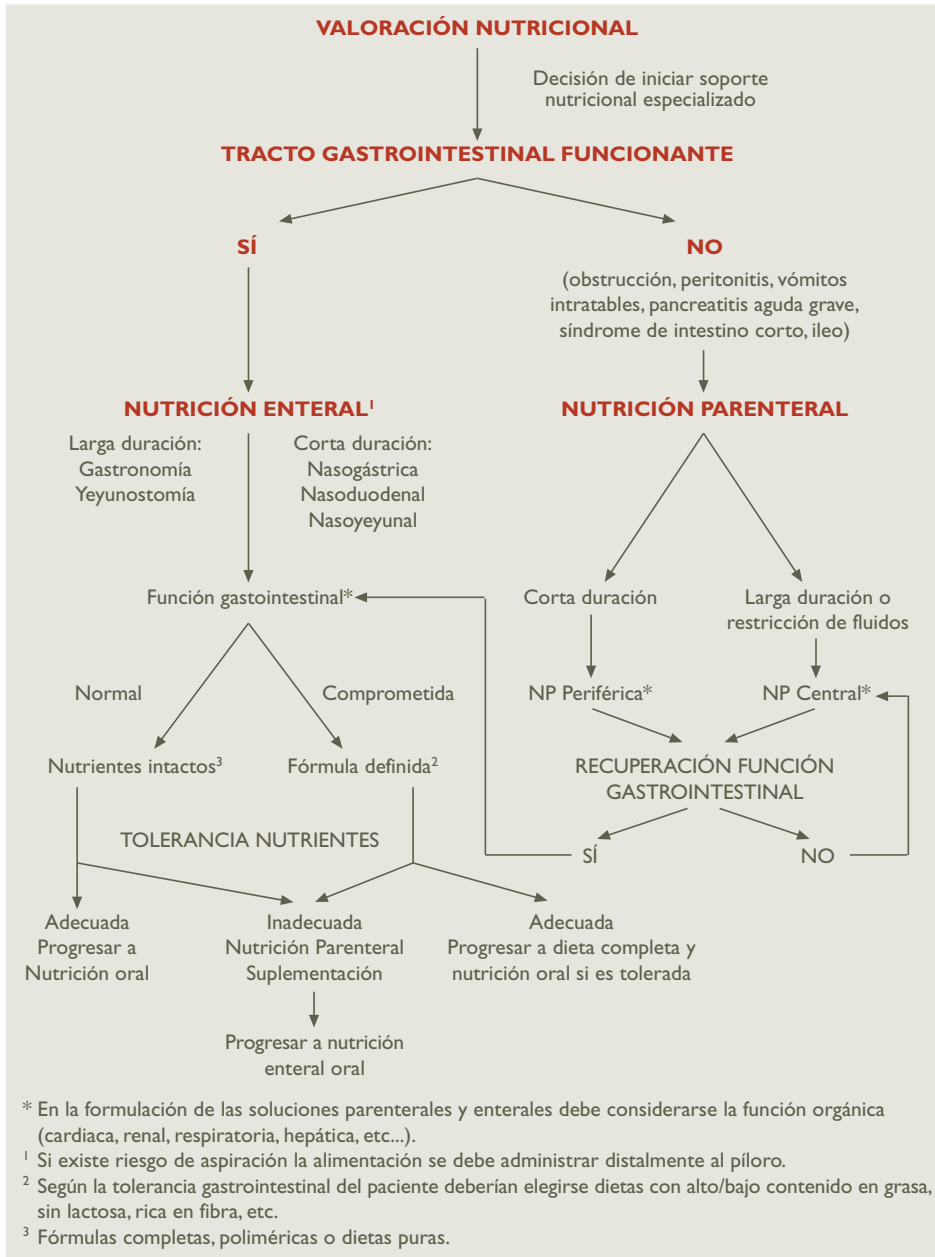 VALORACIÓN NUTRICIONAL
Decisión de iniciar soporte
nutricional especializado
TRACTO GASTROINTESTINAL FUNCIONANTE
SÍ
NO
(obstrucción, peritonitis, vómitos
intratables, pancreatitis aguda grave,
síndrome de intestino corto, ileo)
NUTRICIÓN ENTERAL¹
NUTRICIÓN PARENTERAL
Larga duración:
Gastronomía
Yeyunostomía
Corta duración:
Nasogástrica
Nasoduodenal
Nasoyeyunal
Función gastointestinal*
Corta duración
Larga duración o
restricción de fluidos
Normal
Comprometida
NP Periférica*
NP Central*
Nutrientes intactos³
Fórmula definida²
RECUPERACIÓN FUNCIÓN
GASTROINTESTINAL
TOLERANCIA NUTRIENTES
SÍ
NO
Adecuada
Progresar a
Nutrición oral
Inadecuada
Nutrición Parenteral
Suplementación
Adecuada
Progresar a dieta completa y
nutrición oral si es tolerada
Progresar a nutrición
enteral oral
* En la formulación de las soluciones parenterales y enterales debe considerarse la función orgánica
(cardiaca, renal, respiratoria, hepática, etc...).
¹ Si existe riesgo de aspiración la alimentación se debe administrar distalmente al píloro.
² Según la tolerancia gastrointestinal del paciente deberían elegirse dietas con alto/bajo contenido en grasa,
sin lactosa, rica en fibra, etc.
³ Fórmulas completas, poliméricas o dietas puras.